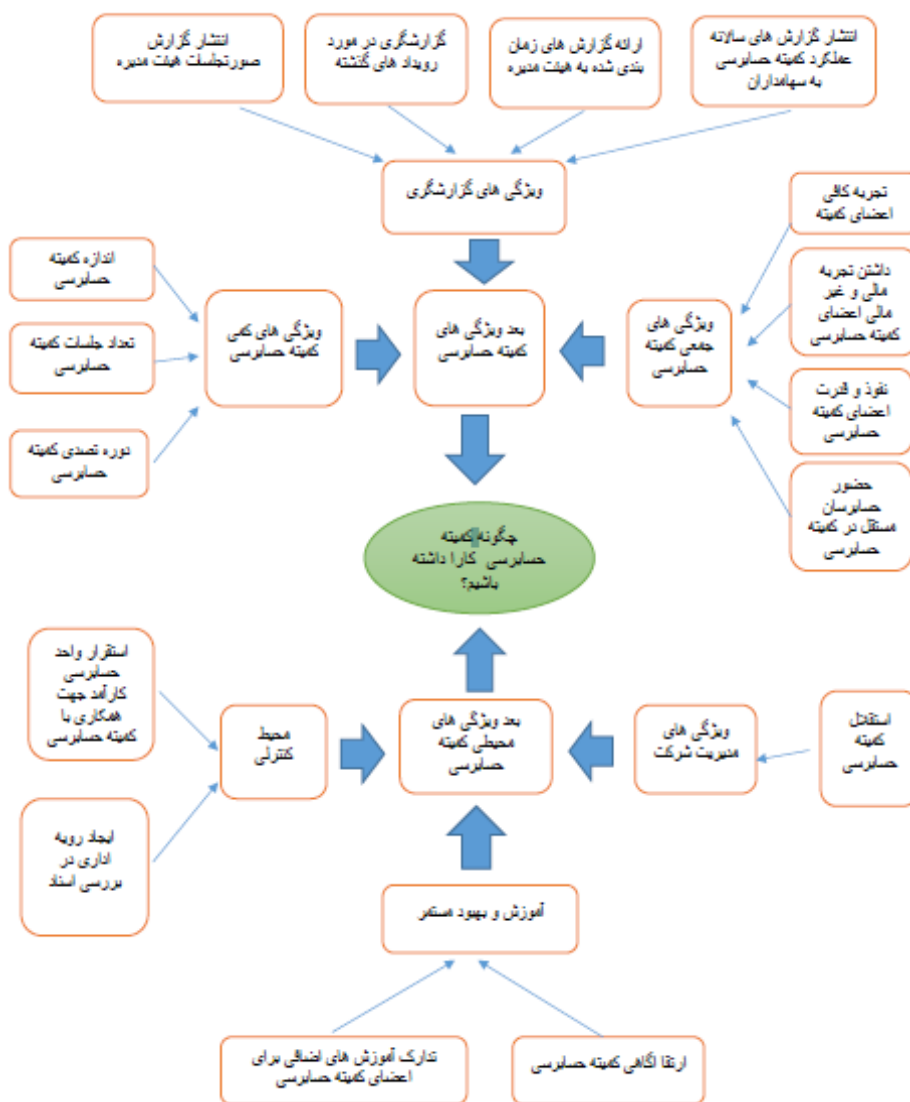 انتشار گزارش های سالانه
عملکرد کمیته حسابرسی
به سهامداران
ارائه گزارش های زمان
بندی شده به هیئت مدیره
گزارشگری در مورد
رویداد های گذشته
انتشار گزارش
صورتجلسات هیئت مدیره
ویژگی های گزارشگری
تجربه کافی
اعضای کمیته
داشتن تجربه
مالی و غیر
مالی اعضای
کمیته حسابرسی
نفوذ و قدرت
اعضای کمیته
حسابرسی
حضور
حسابرسان
مستقل در کمیته
حسابرسی
ویژگی های
جمعی کمیته
حسابرسی
بعد ویژگی های
کمیته حسابرسی
ویژگی های کمی
کمیته حسابرسی
اندازه کمیته
حسابرسی
تعداد جلسات کمیته
حسابرسی
دوره تصدی کمیته
حسابرسی
چگونه کمیته
حسابرسی کارا داشته
باشیم؟
استقلال
کمیته
حسابرسی
ویژگی های
مدیریت شرکت
بعد ویژگی های
محیطی کمیته
حسابرسی
محیط
کنترلی
استقرار واحد
حسابرسی
کارآمد جهت
همکاری با
کمیته حسابرسی
ایجاد رویه
اداری در
بررسی اسناد
آموزش و بهبود مستمر
ارتقا اگاهی کمیته حسابرسی
تدارک آموزش های اضافی برای
اعضای کمیته حسابرسی